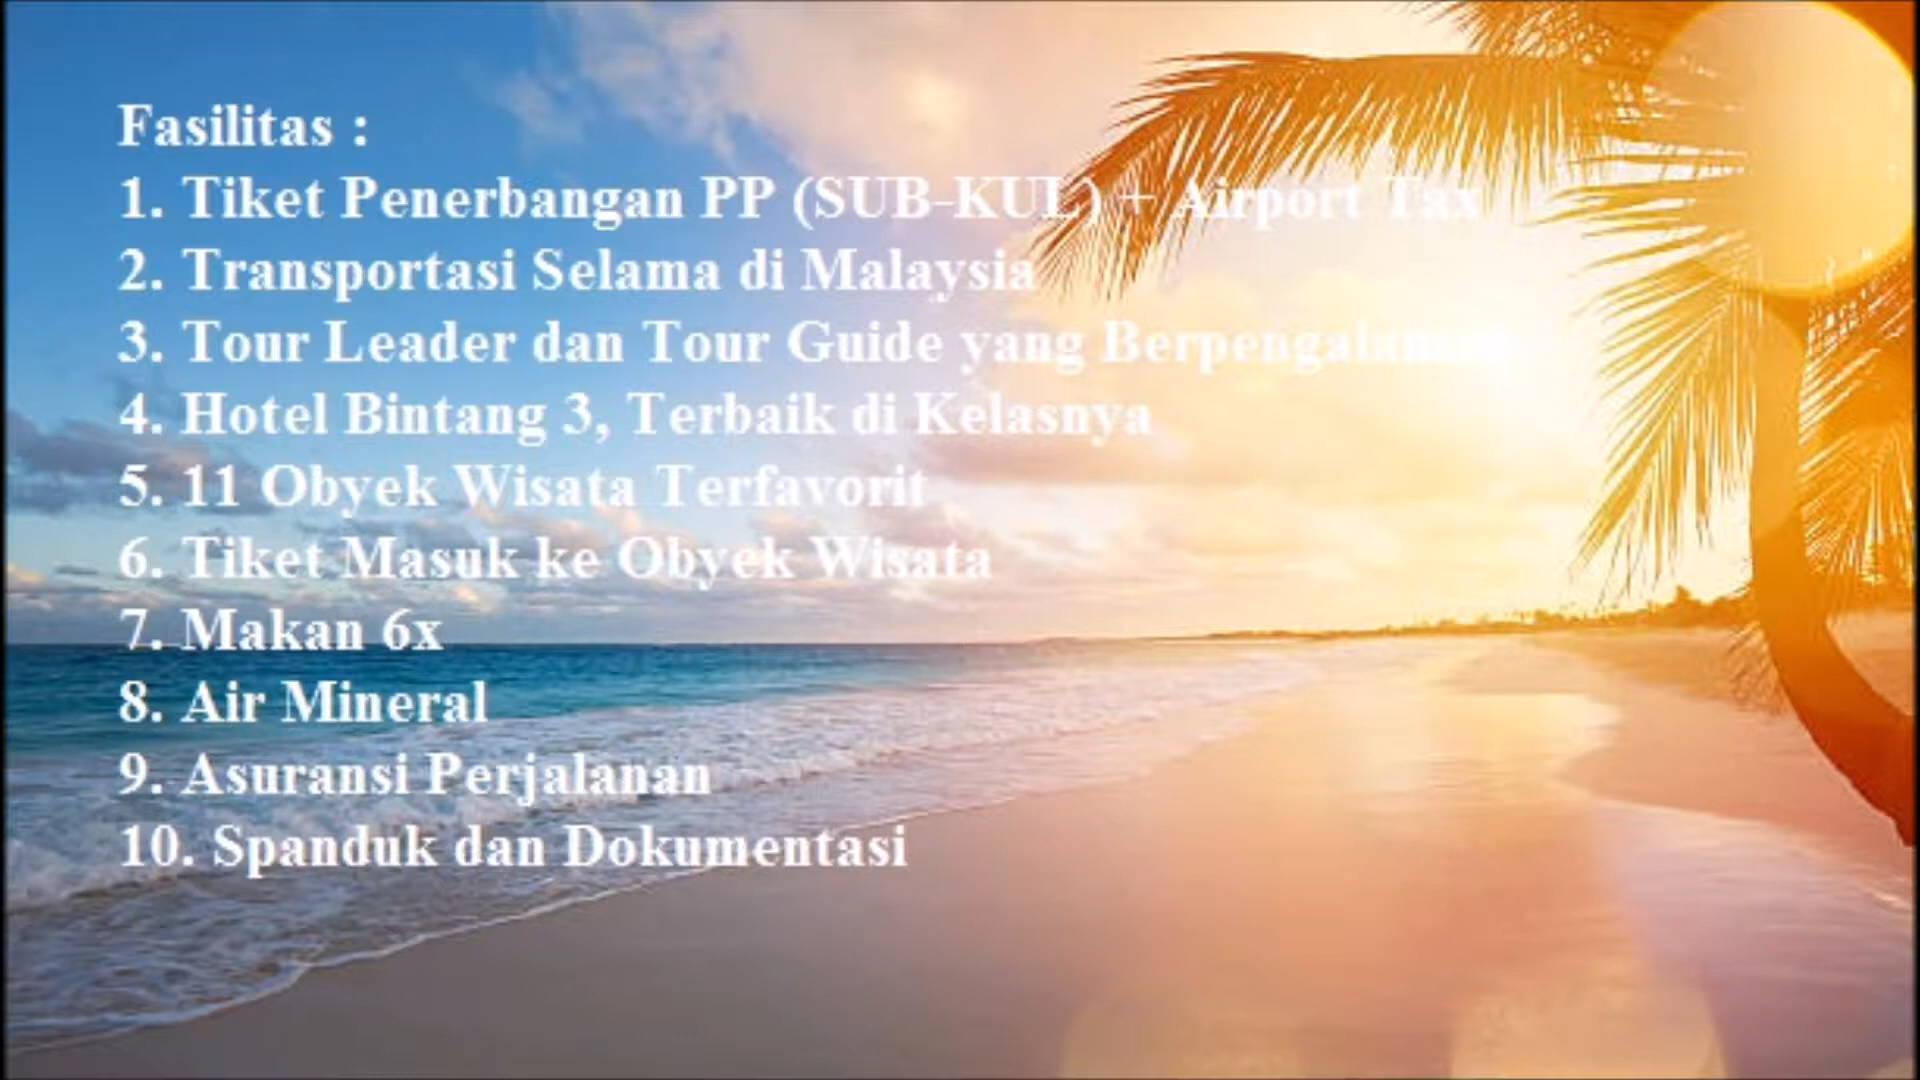 Fasilitas :
1. Tiket Penerbangan PP (SUB-KUL) + Airport Tax
2. Transportasi Selama di Malaysia
3. Tour Leader dan Tour Guide yang Berpengalaman
4. Hotel Bintang 3, Terbaik di Kelasnya
5. 11 Obyek Wisata Terfavorit
6. Tiket Masuk ke Obyek Wisata
7. Makan 6x
8. Air Mineral
9. Asuransi Perjalanan
10. Spanduk dan Dokumentasi